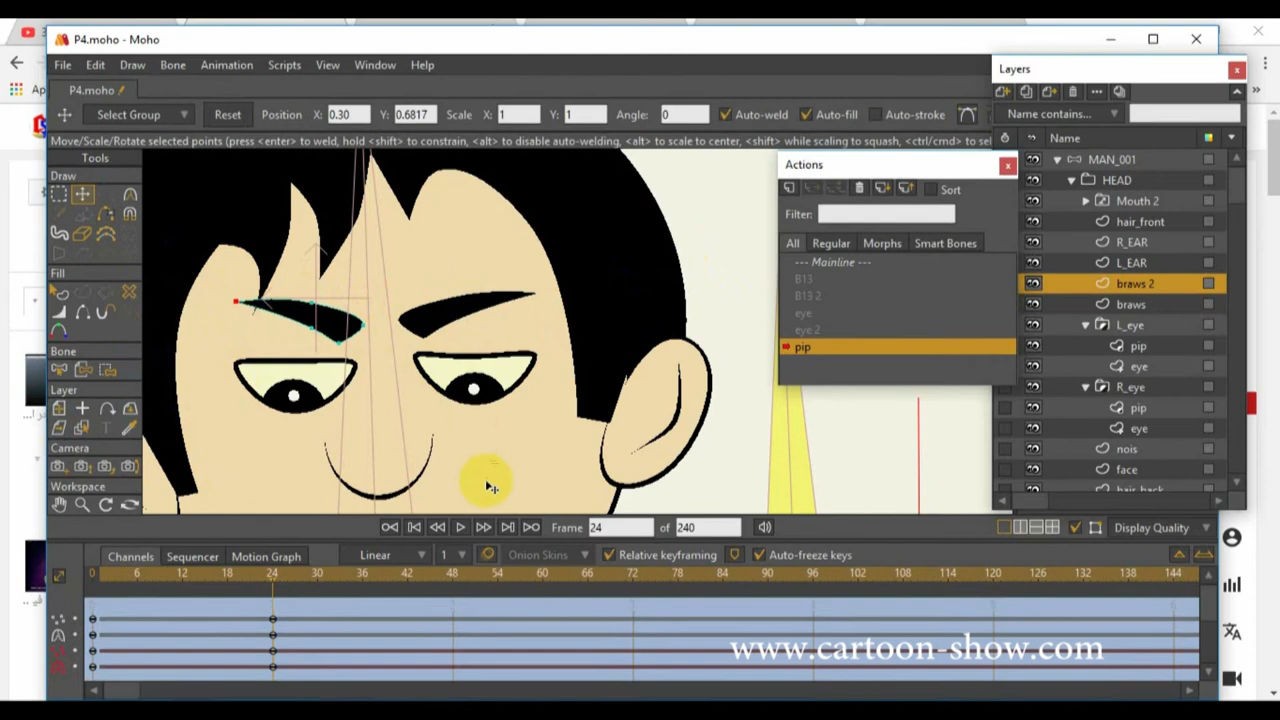 P4.moho - Moho
File Edit Draw Bone Animation Scripts View Window Help
P4.moho
Select Group Reset Position X: 0.30 Y: 0.6817 Scale X: 1 Y: 1 Angle: 0 Auto-weld Auto-fill Auto-stroke
Move/Scale/Rotate selected points (press <enter> to weld, hold <shift> to constrain, <alt> to disable auto-welding, <alt> to scale to center, <shift> while scaling to squash, <ctrl/cmd> to sel
Tools
Draw
Fill
Bone
Layer
Camera
Workspace
Actions
Sort
Filter:
All Regular Morphs Smart Bones
--- Mainline ---
B13
B13 2
eye
eye 2
pip
Layers
Name contains...
Name
MAN_001
HEAD
Mouth 2
hair_front
R_EAR
L_EAR
braws 2
braws
L_eye
pip
eye
R_eye
pip
eye
nois
face
hair_back
Frame 24 of 240 Display Quality
Channels Sequencer Motion Graph Linear 1 Onion Skins Relative keyframing Auto-freeze keys
0 6 12 18 24 30 36 42 48 54 60 66 72 78 84 90 96 102 108 114 120 126 132 138 144
www.cartoon-show.com